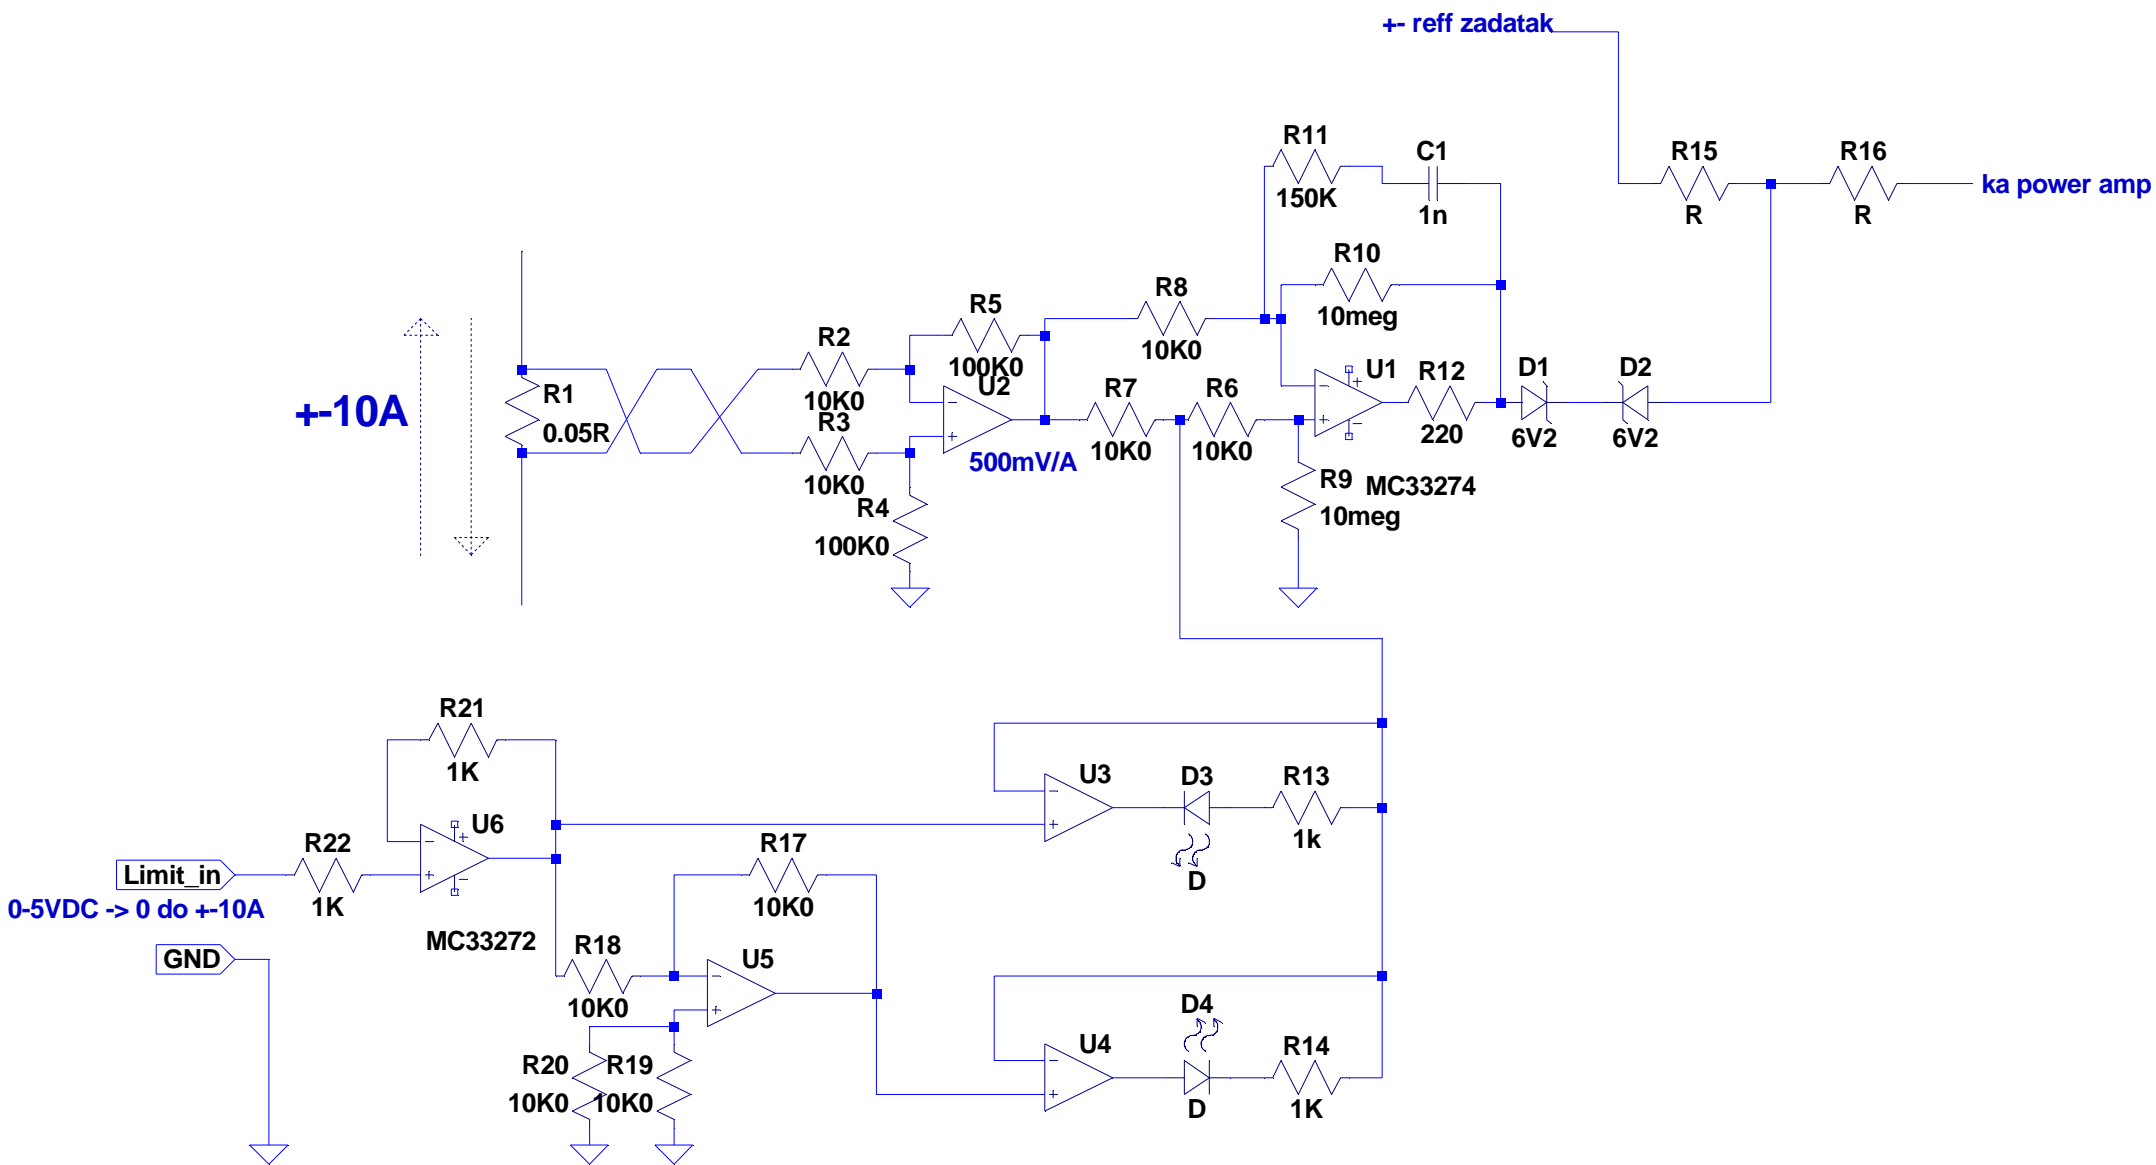 +- reff zadatak
R11
150K
C1
1n
R15
R
R16
R
ka power amp
R10
10meg
R8
10K0
R5
100K0
R2
10K0
U2
R1
0.05R
+-10A
R3
10K0
500mV/A
R7
10K0
R6
10K0
U1
R12
220
D1
6V2
D2
6V2
R9
10meg
MC33274
R4
100K0
R21
1K
U6
R22
1K
Limit_in
0-5VDC -> 0 do +-10A
GND
MC33272
R17
10K0
R18
10K0
U5
R20
10K0
R19
10K0
U3
D3
D
R13
1k
U4
D4
D
R14
1K